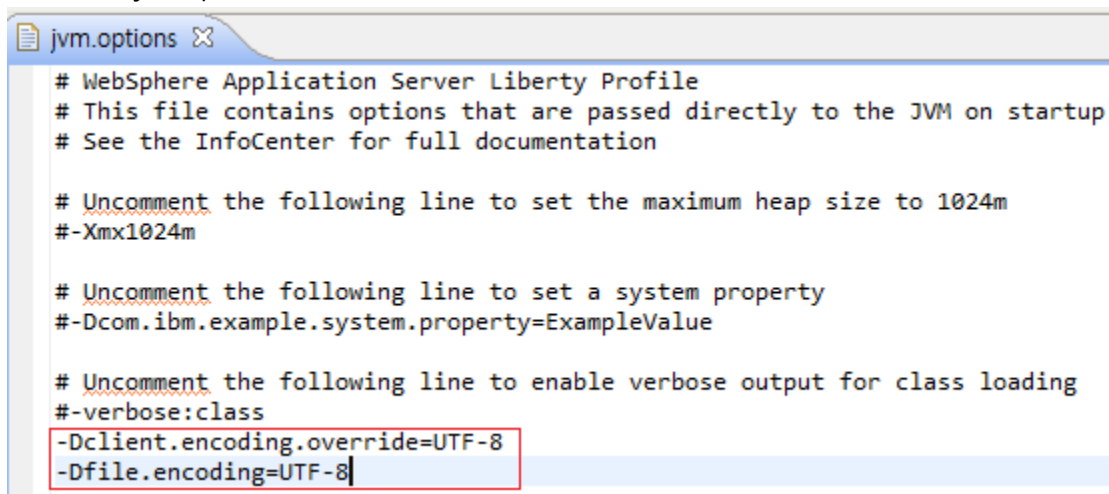 jvm.options
# WebSphere Application Server Liberty Profile
# This file contains options that are passed directly to the JVM on startup
# See the InfoCenter for full documentation
# Uncomment the following line to set the maximum heap size to 1024m
#-Xmx1024m
# Uncomment the following line to set a system property
#-Dcom.ibm.example.system.property=ExampleValue
# Uncomment the following line to enable verbose output for class loading
#-verbose:class
-Dclient.encoding.override=UTF-8
-Dfile.encoding=UTF-8